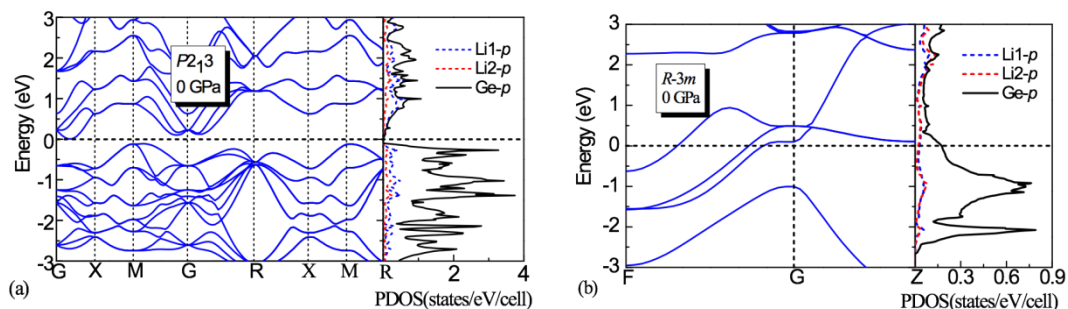 3
2
1
0
-1
-2
-3
Energy (eV)
P2₁3
0 GPa
Li1-p
Li2-p
Ge-p
G X M G R X M R
2 4
PDOS(states/eV/cell)
(a)
3
2
1
0
-1
-2
-3
Energy (eV)
R-3m
0 GPa
Li1-p
Li2-p
Ge-p
F G Z
0.3 0.6 0.9
PDOS(states/eV/cell)
(b)